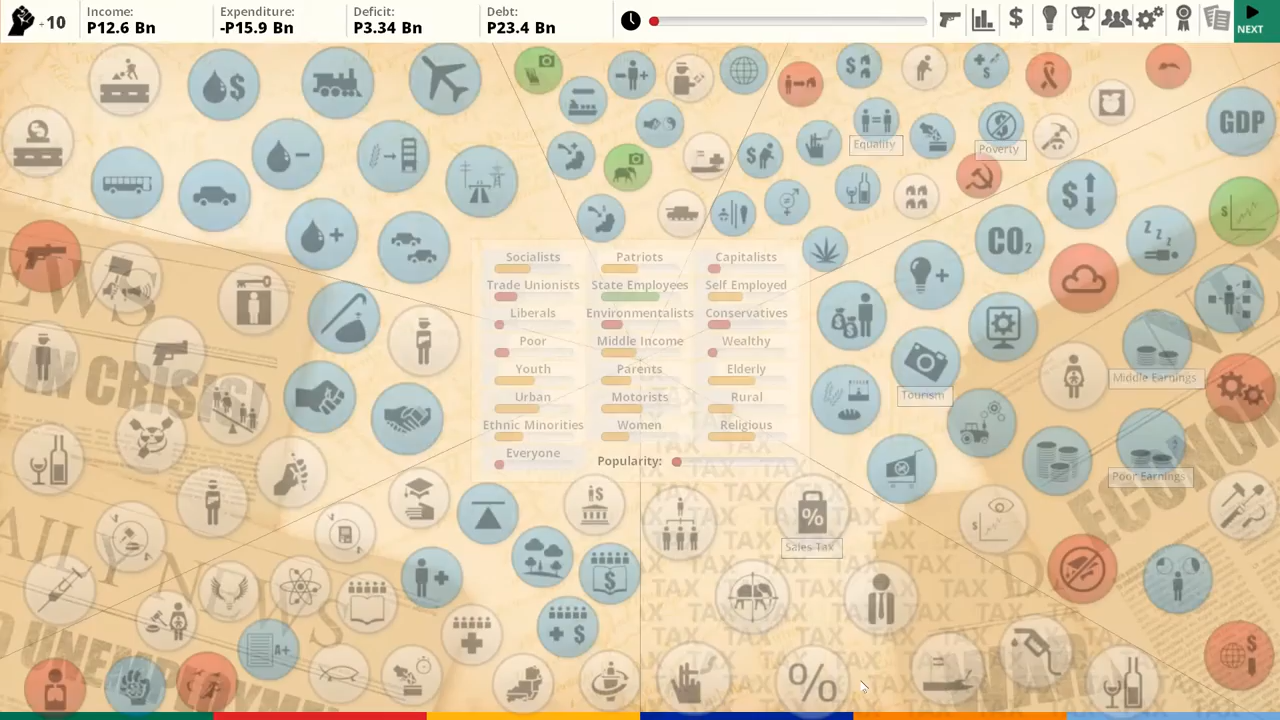 +10
Income:
P12.6 Bn
Expenditure:
-P15.9 Bn
Deficit:
P3.34 Bn
Debt:
P23.4 Bn
NEXT
Equality
Poverty
GDP
CO₂
Socialists
Patriots
Capitalists
Trade Unionists
State Employees
Self Employed
Liberals
Environmentalists
Conservatives
Poor
Middle Income
Wealthy
Youth
Parents
Elderly
Urban
Motorists
Rural
Ethnic Minorities
Women
Religious
Everyone
Popularity:
Tourism
Middle Earnings
Poor Earnings
Sales Tax
A+